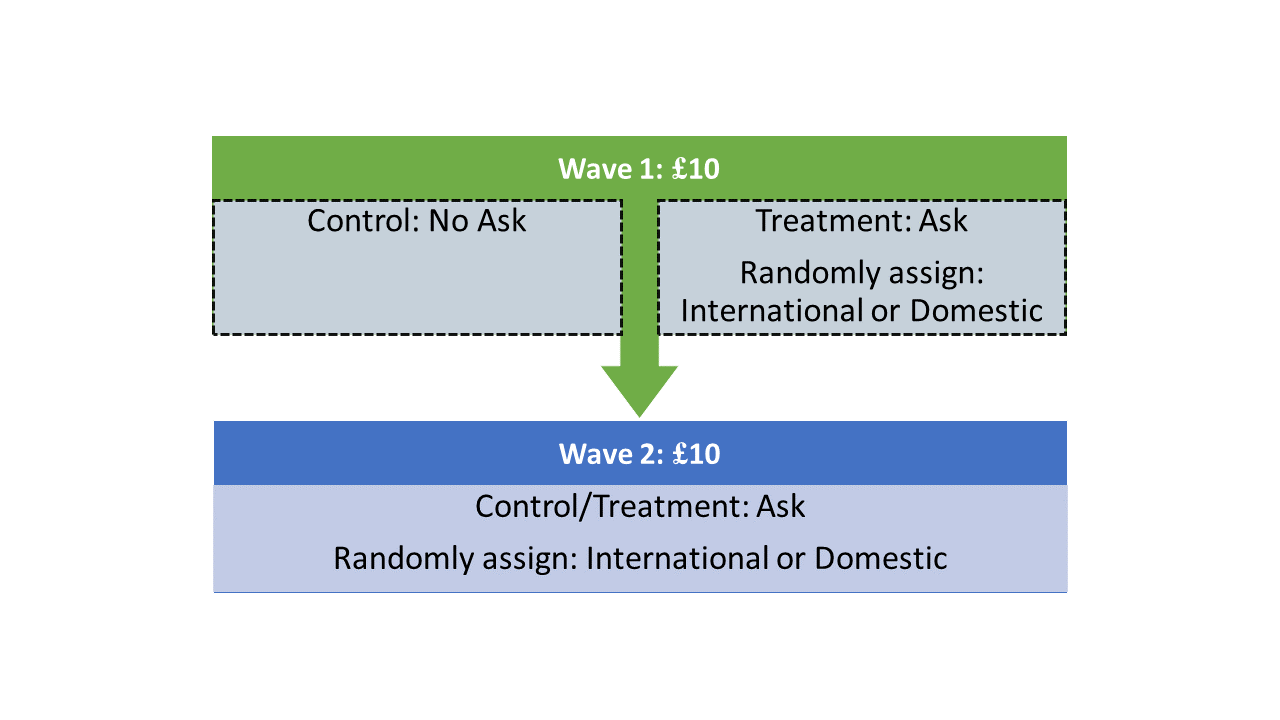 Wave 1: £10
Control: No Ask
Treatment: Ask
Randomly assign:
International or Domestic
Wave 2: £10
Control/Treatment: Ask
Randomly assign: International or Domestic